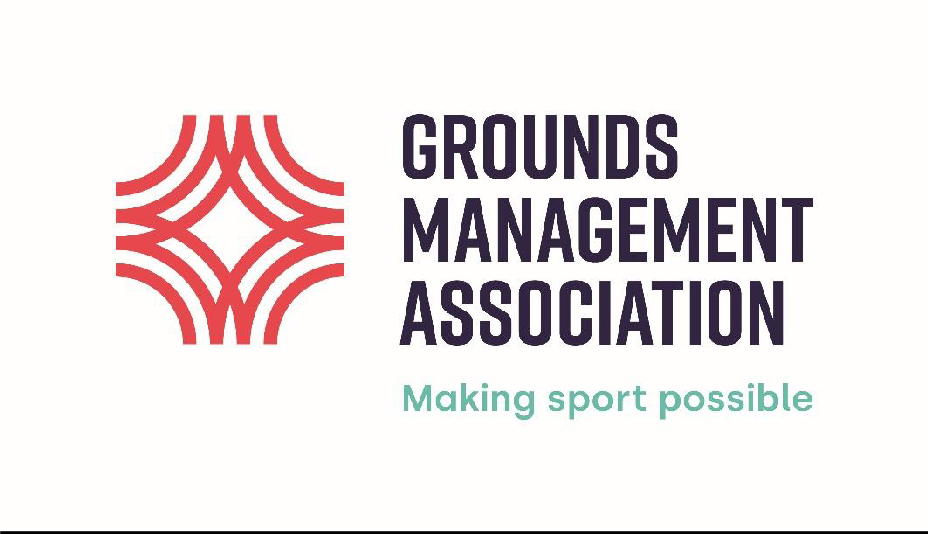 GROUNDS
MANAGEMENT
ASSOCIATION
Making sport possible